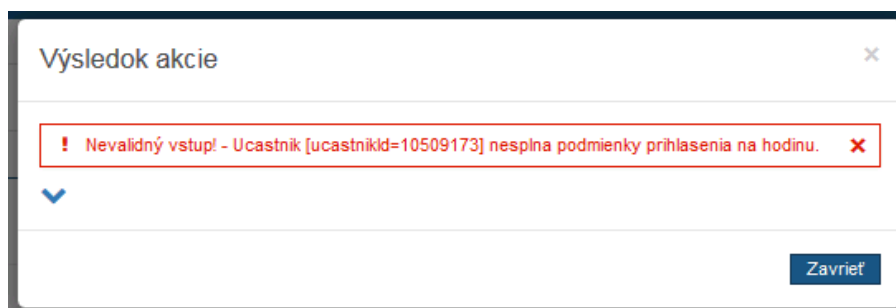 Výsledok akcie
×
! Nevalidný vstup! - Ucastnik [ucastnikId=10509173] nesplna podmienky prihlasenia na hodinu. ×
Zavrieť